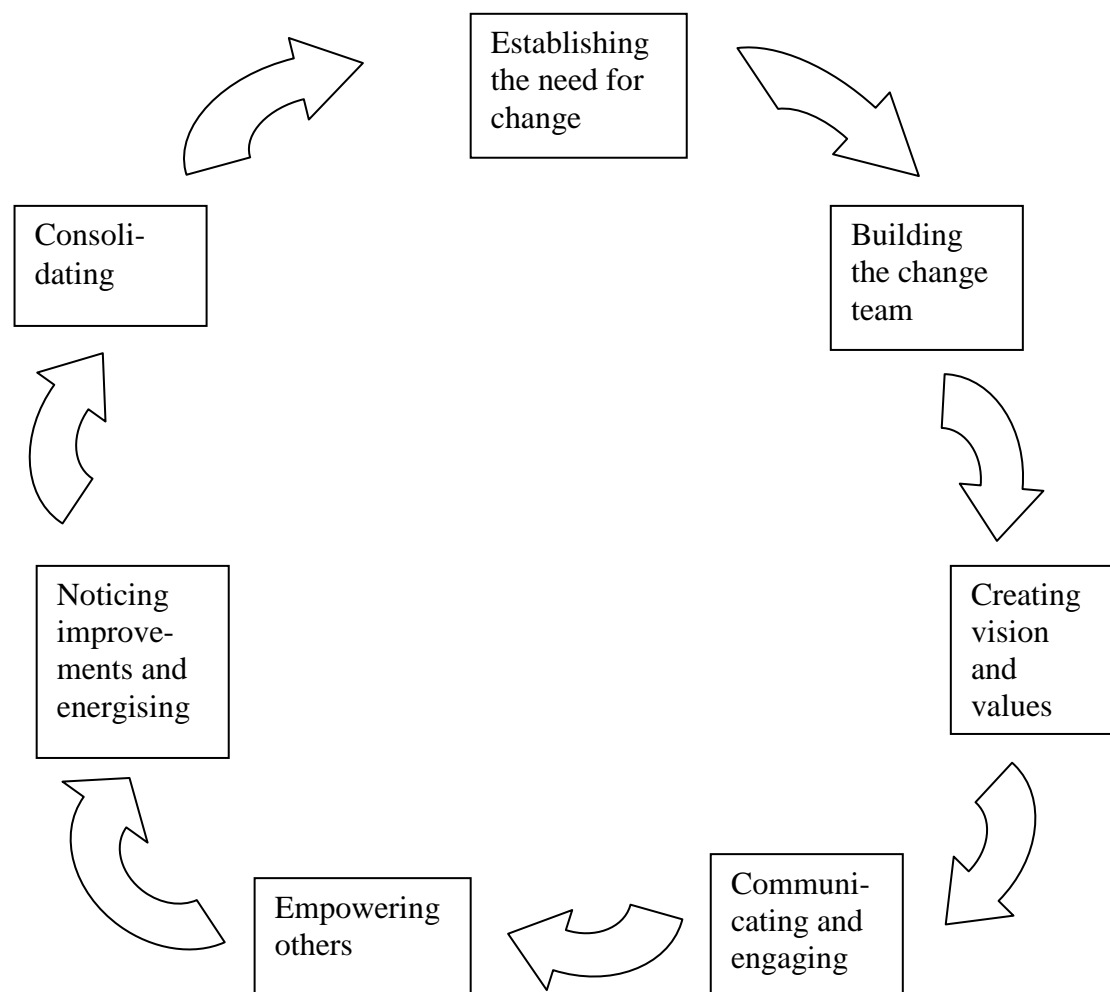 Establishing
the need for
change
Building
the change
team
Creating
vision
and
values
Communi-
cating and
engaging
Empowering
others
Noticing
improve-
ments and
energising
Consoli-
dating